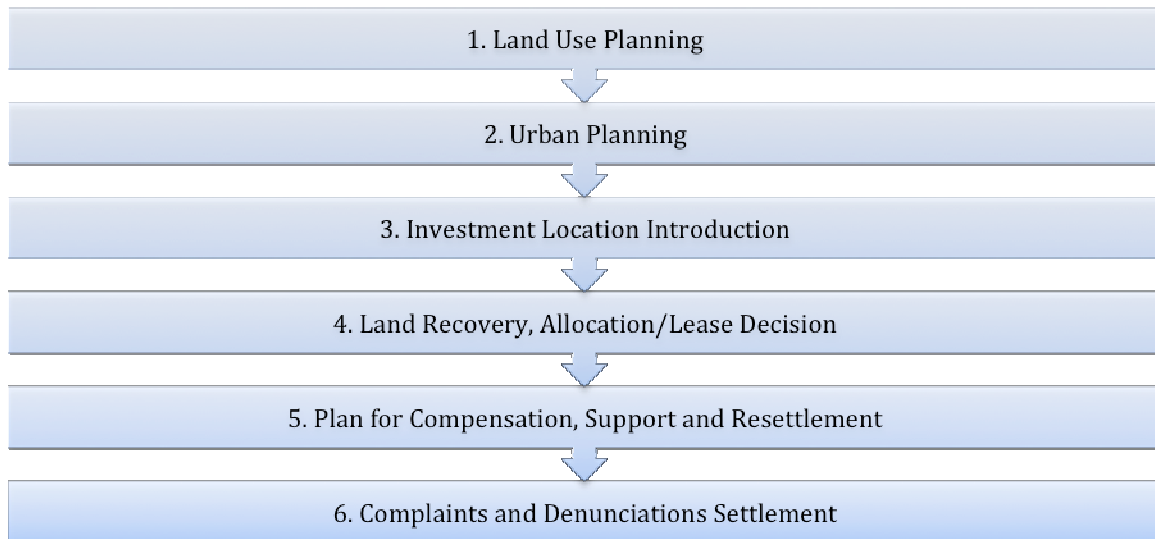 1. Land Use Planning
2. Urban Planning
3. Investment Location Introduction
4. Land Recovery, Allocation/Lease Decision
5. Plan for Compensation, Support and Resettlement
6. Complaints and Denunciations Settlement